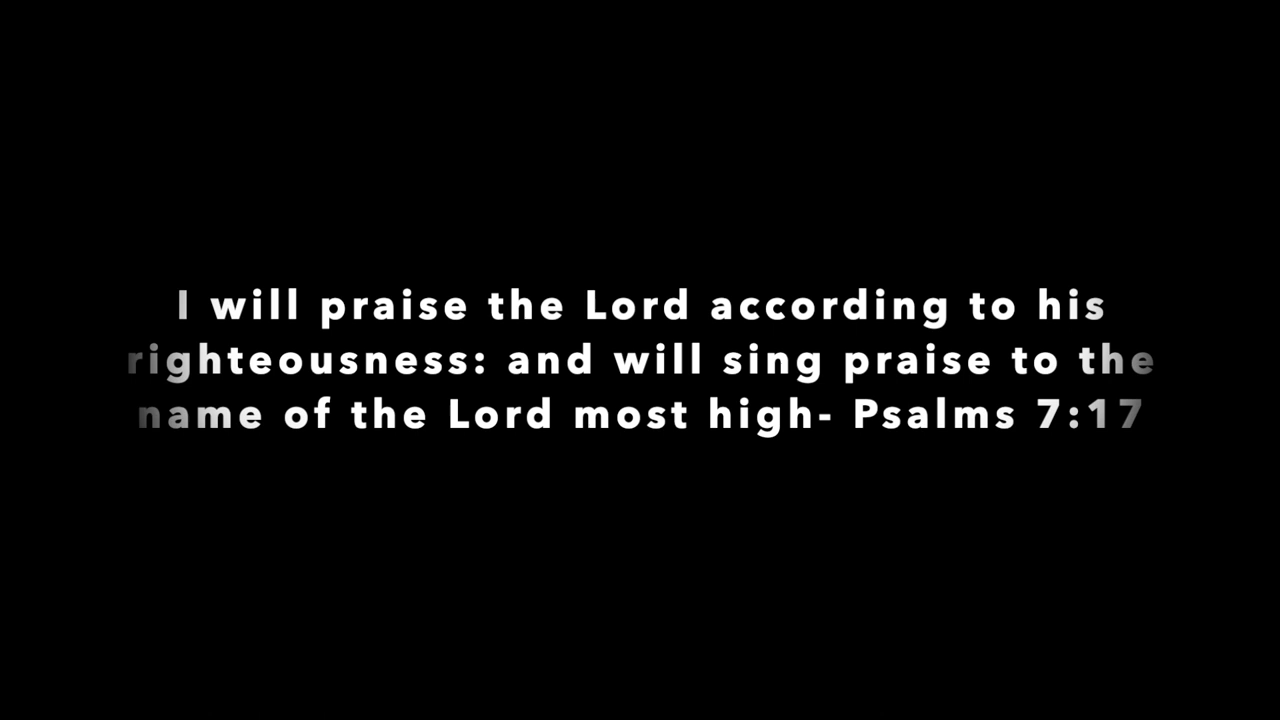 I will praise the Lord according to his
righteousness: and will sing praise to the
name of the Lord most high- Psalms 7:17